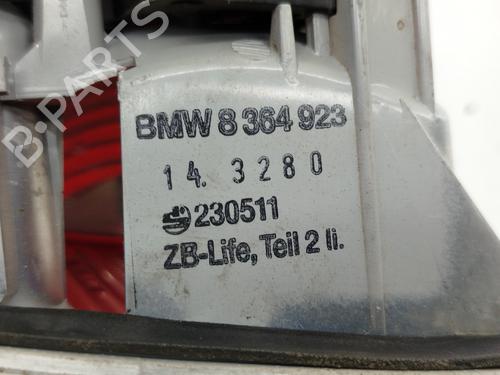 B-PARTS
BMW 8 364 923
14. 3280
230511
ZB-Life, Teil 2 li.